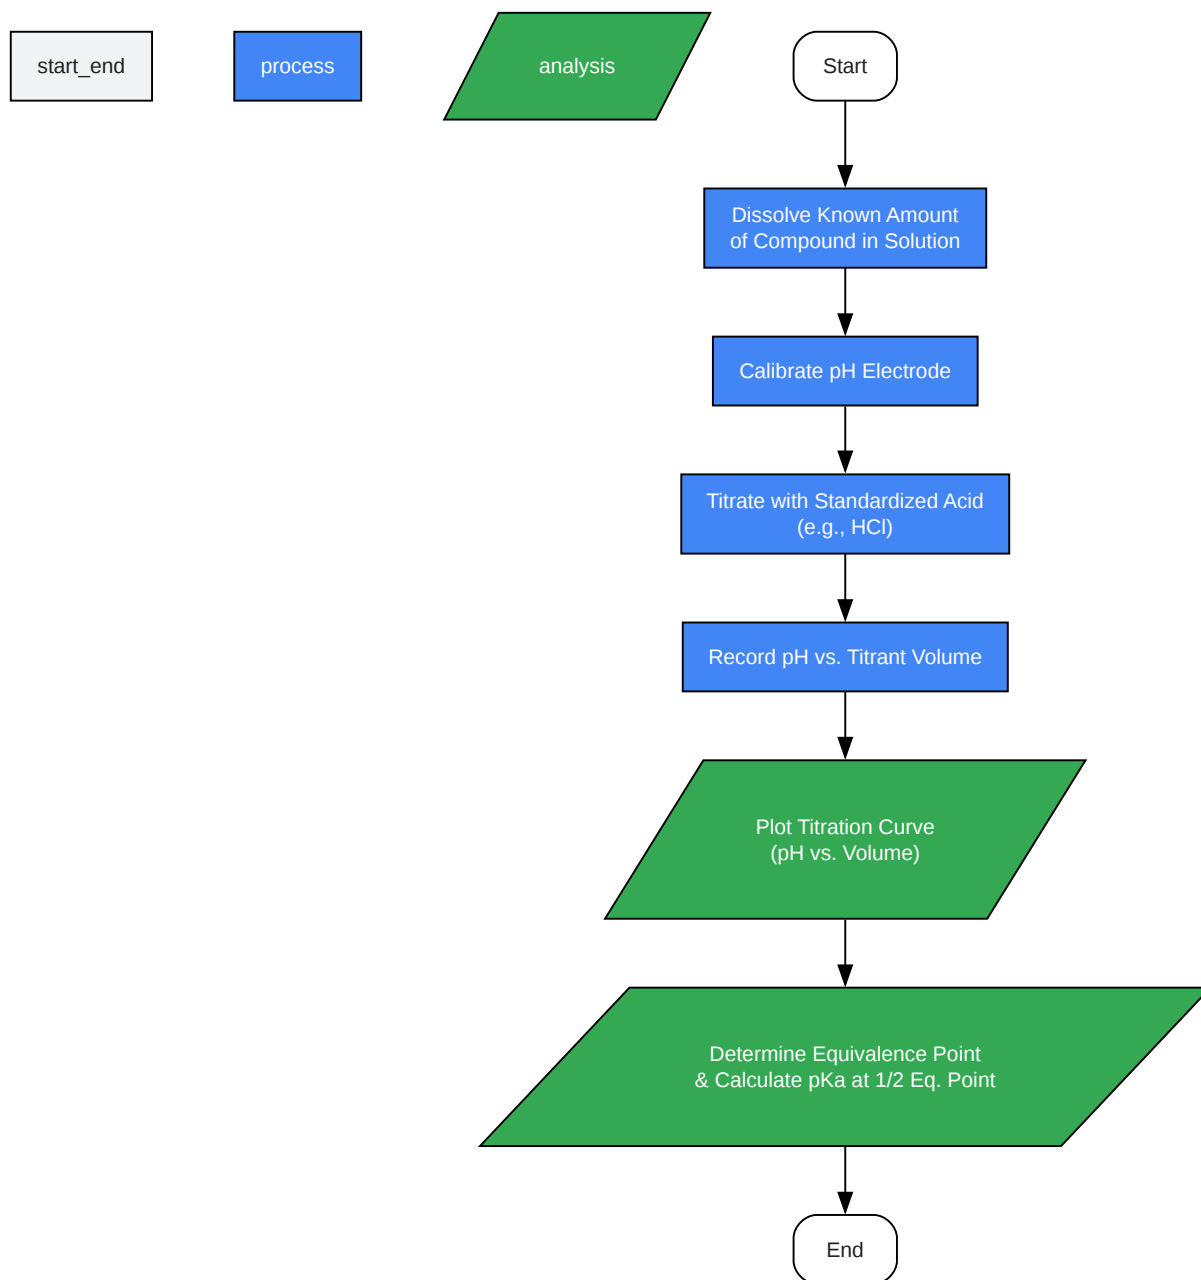 start_end
process
analysis
Start
Dissolve Known Amount
of Compound in Solution
Calibrate pH Electrode
Titrate with Standardized Acid
(e.g., HCl)
Record pH vs. Titrant Volume
Plot Titration Curve
(pH vs. Volume)
Determine Equivalence Point
& Calculate pKa at 1/2 Eq. Point
End